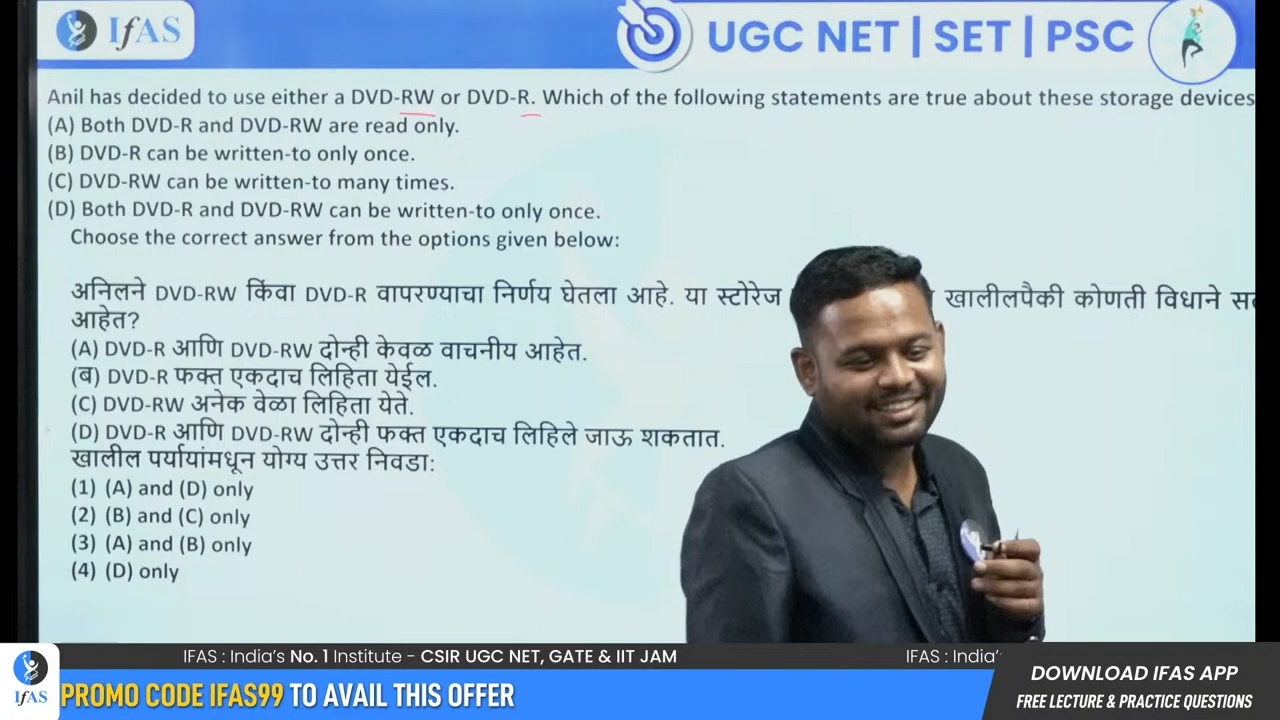 IfAS
UGC NET | SET | PSC
Anil has decided to use either a DVD-RW or DVD-R. Which of the following statements are true about these storage devices
(A) Both DVD-R and DVD-RW are read only.
(B) DVD-R can be written-to only once.
(C) DVD-RW can be written-to many times.
(D) Both DVD-R and DVD-RW can be written-to only once.
Choose the correct answer from the options given below:
अनिलने DVD-RW किंवा DVD-R वापरण्याचा निर्णय घेतला आहे. या स्टोरेज खालीलपैकी कोणती विधाने
आहेत?
(A) DVD-R आणि DVD-RW दोन्ही केवळ वाचनीय आहेत.
(ब) DVD-R फक्त एकदाच लिहिता येईल.
(C) DVD-RW अनेक वेळा लिहिता येते.
(D) DVD-R आणि DVD-RW दोन्ही फक्त एकदाच लिहिले जाऊ शकतात.
खालील पर्यायांमधून योग्य उत्तर निवडा:
(1) (A) and (D) only
(2) (B) and (C) only
(3) (A) and (B) only
(4) (D) only
IFAS : India's No. 1 Institute - CSIR UGC NET, GATE & IIT JAM
IFAS : India's
IfAS
PROMO CODE IFAS99 TO AVAIL THIS OFFER
DOWNLOAD IFAS APP
FREE LECTURE & PRACTICE QUESTIONS